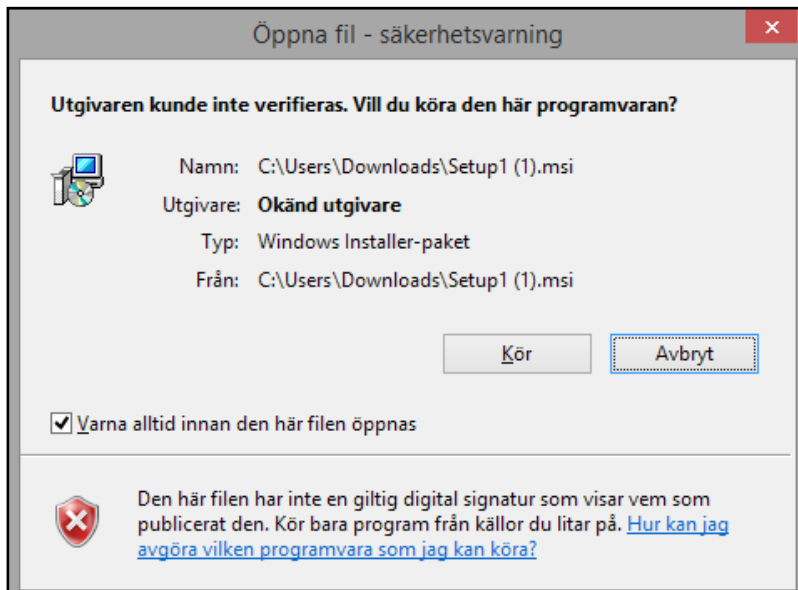 Öppna fil - säkerhetsvarning
Utgivaren kunde inte verifieras. Vill du köra den här programvaran?
Namn: C:\Users\Downloads\Setup1 (1).msi
Utgivare: Okänd utgivare
Typ: Windows Installer-paket
Från: C:\Users\Downloads\Setup1 (1).msi
Kör Avbryt
Varna alltid innan den här filen öppnas
Den här filen har inte en giltig digital signatur som visar vem som
publicerat den. Kör bara program från källor du litar på. Hur kan jag
avgöra vilken programvara som jag kan köra?